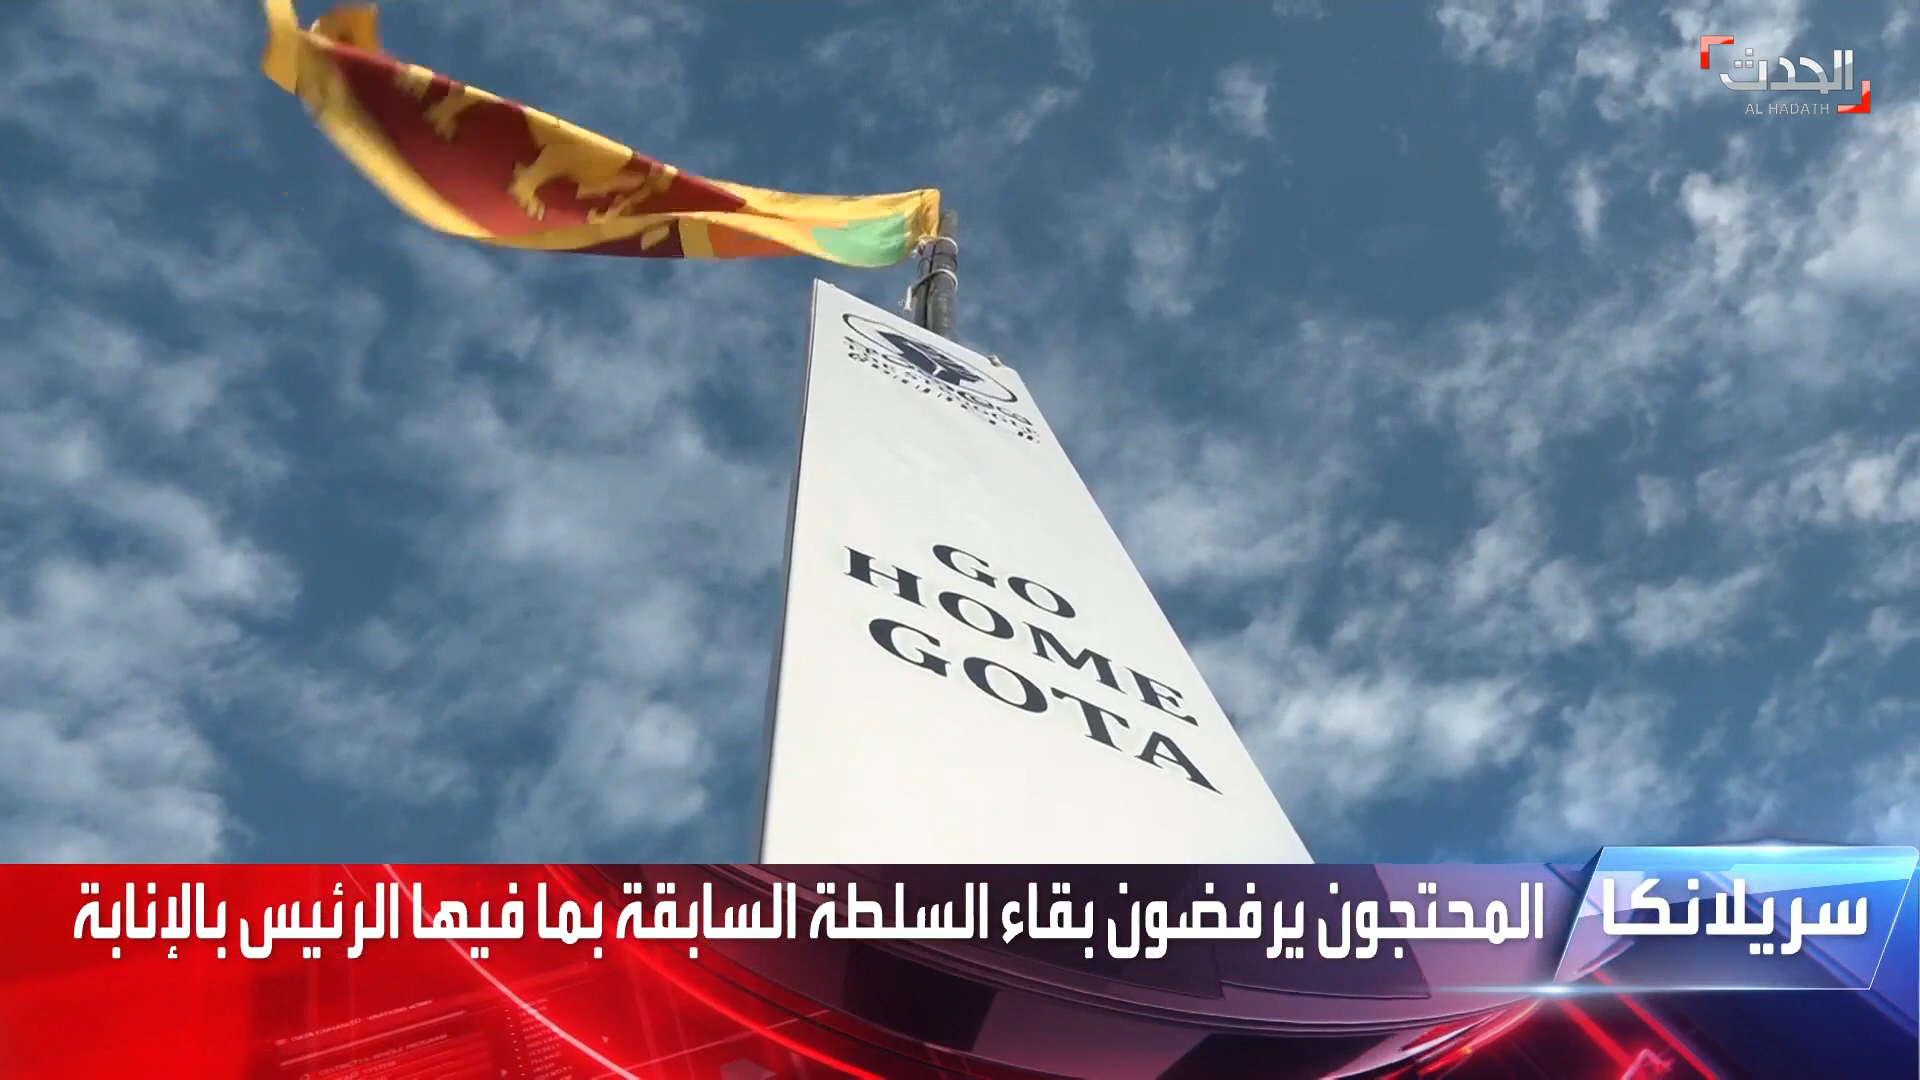 الحدث
AL HADATH
GO
HOME
GOTA
سريلانكا
المحتجون يرفضون بقاء السلطة السابقة بما فيها الرئيس بالإنابة